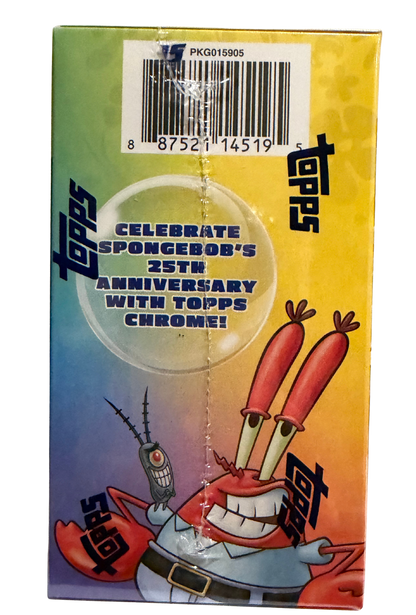 PKG015905
8 87521 14519 5
topps
topps
CELEBRATE
SPONGEBOB'S
25TH
ANNIVERSARY
WITH TOPPS
CHROME!
topps
topps